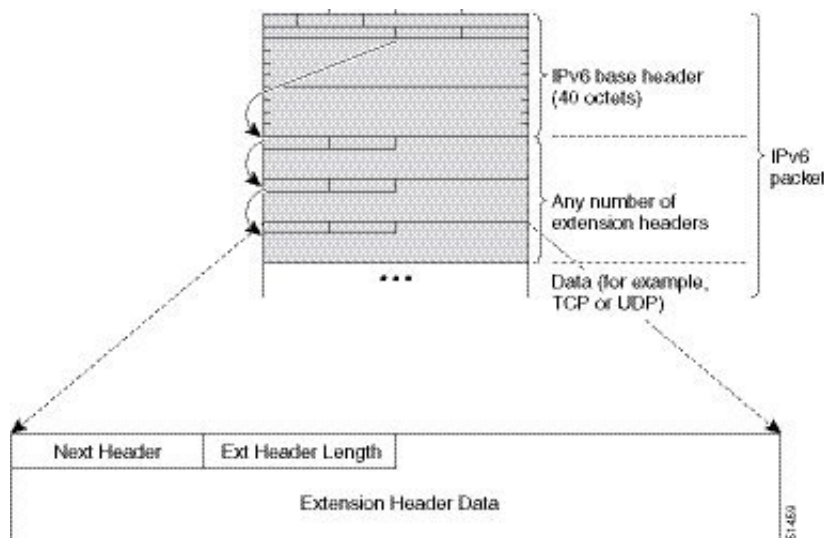 IPv6 base header
(40 octets)
IPv6
packet
Any number of
extension headers
•••
Data (for example,
TCP or UDP)
Next Header
Ext Header Length
Extension Header Data
51459